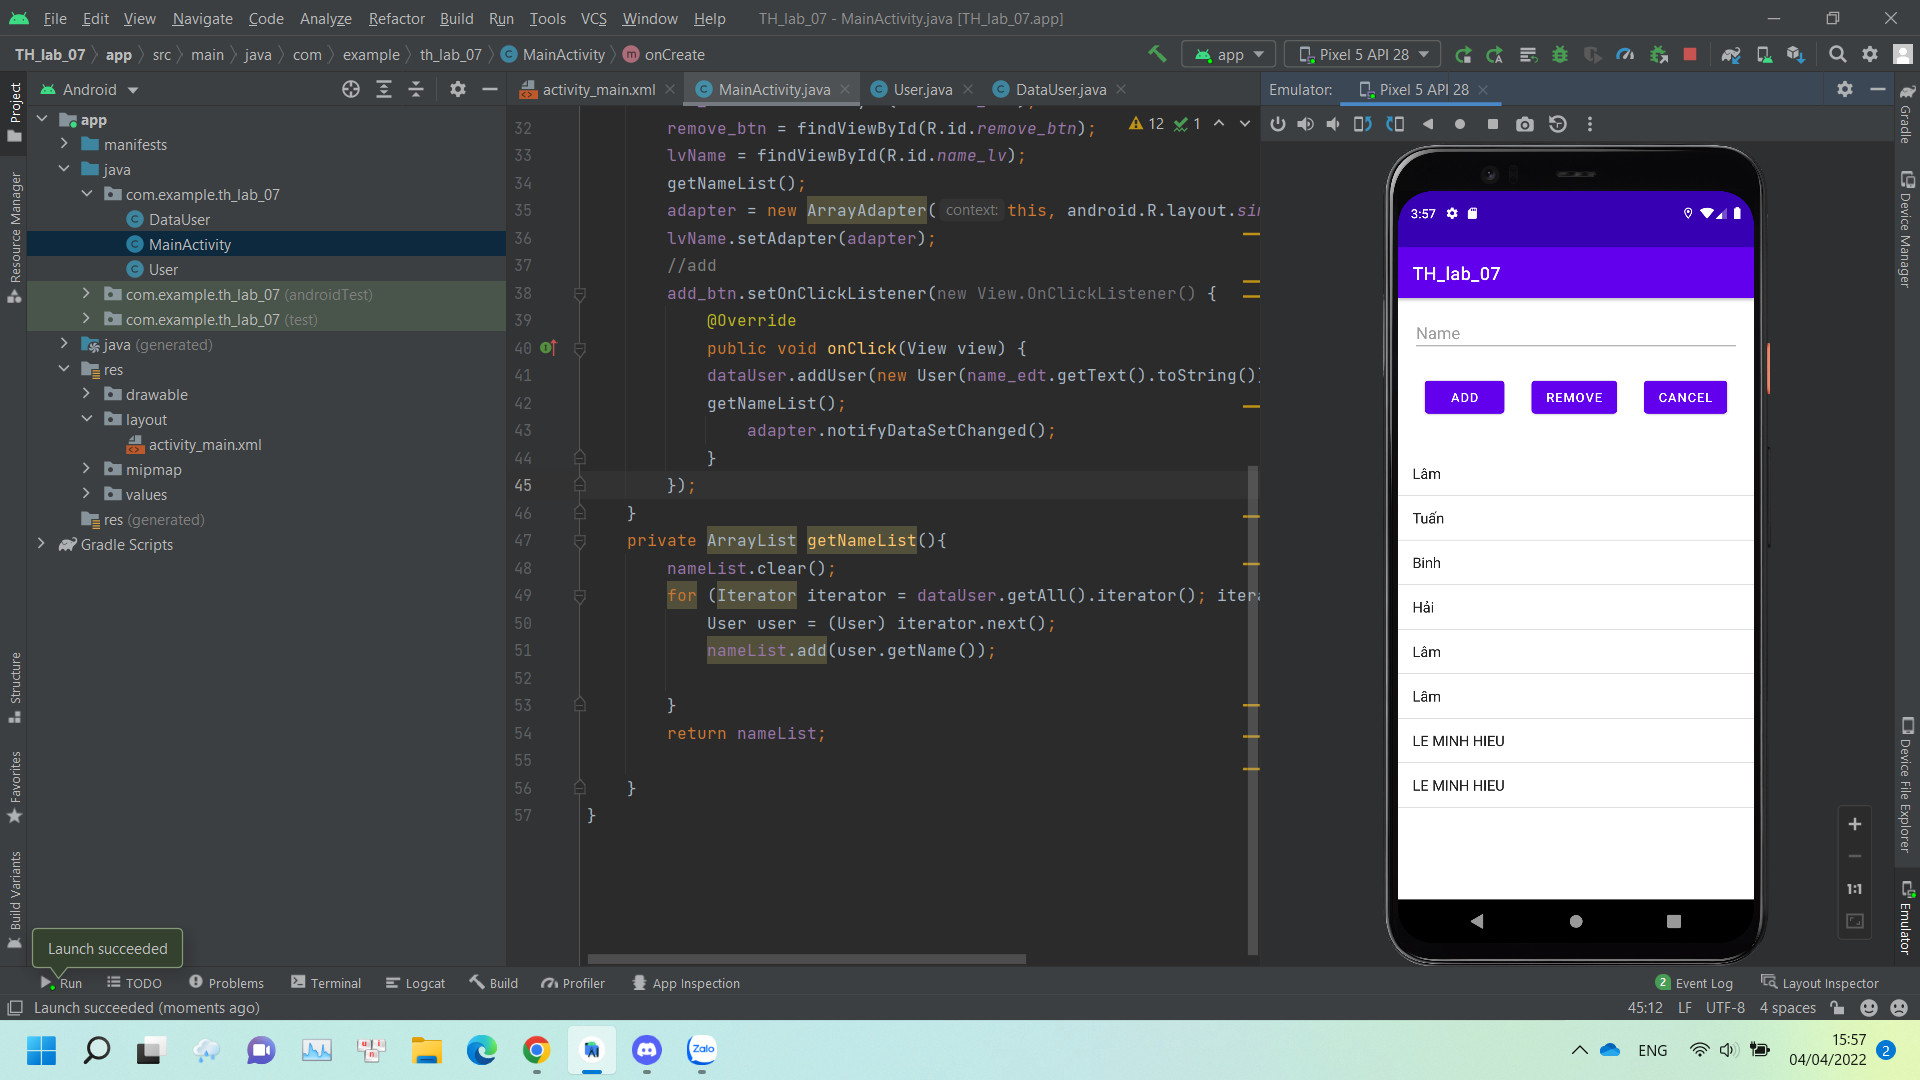 File Edit View Navigate Code Analyze Refactor Build Run Tools VCS Window Help TH_lab_07 - MainActivity.java [TH_lab_07.app]
TH_lab_07 app src main java com example th_lab_07 MainActivity onCreate app Pixel 5 API 28
Project
Resource Manager
Structure
Favorites
Build Variants
Android
app
manifests
java
com.example.th_lab_07
DataUser
MainActivity
User
com.example.th_lab_07 (androidTest)
com.example.th_lab_07 (test)
java (generated)
res
drawable
layout
activity_main.xml
mipmap
values
res (generated)
Gradle Scripts
activity_main.xml MainActivity.java User.java DataUser.java
12 1
32 remove_btn = findViewById(R.id.remove_btn);
33 lvName = findViewById(R.id.name_lv);
34 getNameList();
35 adapter = new ArrayAdapter( context: this, android.R.layout.sim
36 lvName.setAdapter(adapter);
37 //add
38 add_btn.setOnClickListener(new View.OnClickListener() {
39 @Override
40 public void onClick(View view) {
41 dataUser.addUser(new User(name_edt.getText().toString())
42 getNameList();
43 adapter.notifyDataSetChanged();
44 }
45 });
46 }
47 private ArrayList getNameList(){
48 nameList.clear();
49 for (Iterator iterator = dataUser.getAll().iterator(); itera
50 User user = (User) iterator.next();
51 nameList.add(user.getName());
52
53 }
54 return nameList;
55
56 }
57 }
Emulator: Pixel 5 API 28
3:57
TH_lab_07
Name
ADD REMOVE CANCEL
Lâm
Tuấn
Bình
Hải
Lâm
Lâm
LE MINH HIEU
LE MINH HIEU
1:1
Gradle
Device Manager
Device File Explorer
Emulator
Launch succeeded
Run TODO Problems Terminal Logcat Build Profiler App Inspection 2 Event Log Layout Inspector
Launch succeeded (moments ago) 45:12 LF UTF-8 4 spaces
Zalo
ENG
15:57
04/04/2022
2